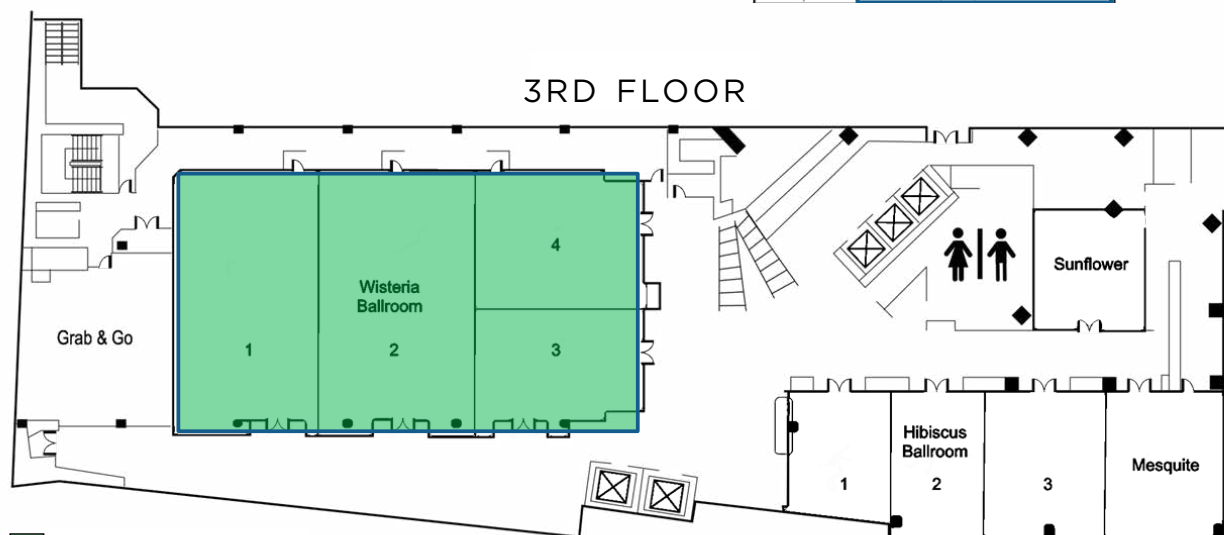 3RD FLOOR
4
Wisteria
Ballroom
Sunflower
Grab & Go
1
2
3
Hibiscus
Ballroom
Mesquite
1
2
3